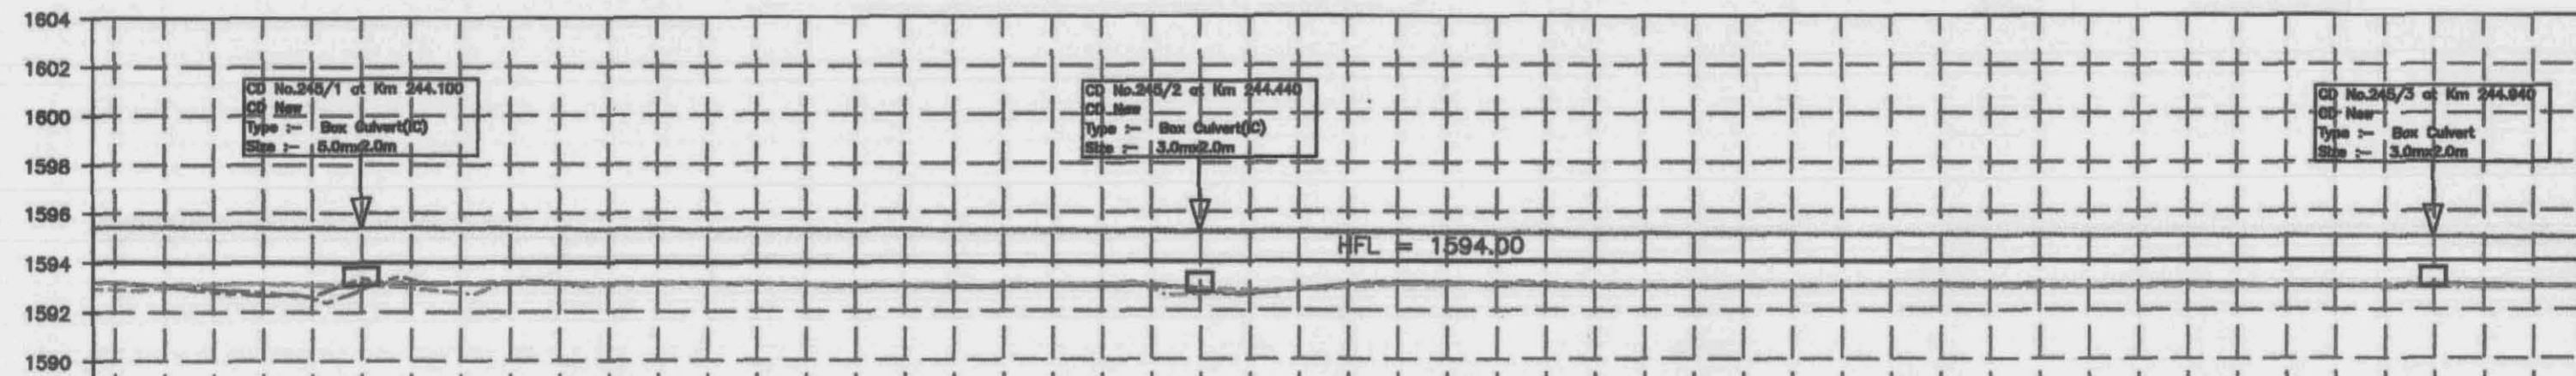 1604
1602
1600
1598
1596
1594
1592
1590
CD No.245/1 at Km 244.100
CD New
Type :- Box Culvert(IC)
Size :- 5.0mx2.0m
CD No.245/2 at Km 244.440
CD New
Type :- Box Culvert(IC)
Size :- 3.0mx2.0m
CD No.245/3 at Km 244.940
CD New
Type :- Box Culvert
Size :- 3.0mx2.0m
HFL = 1594.00